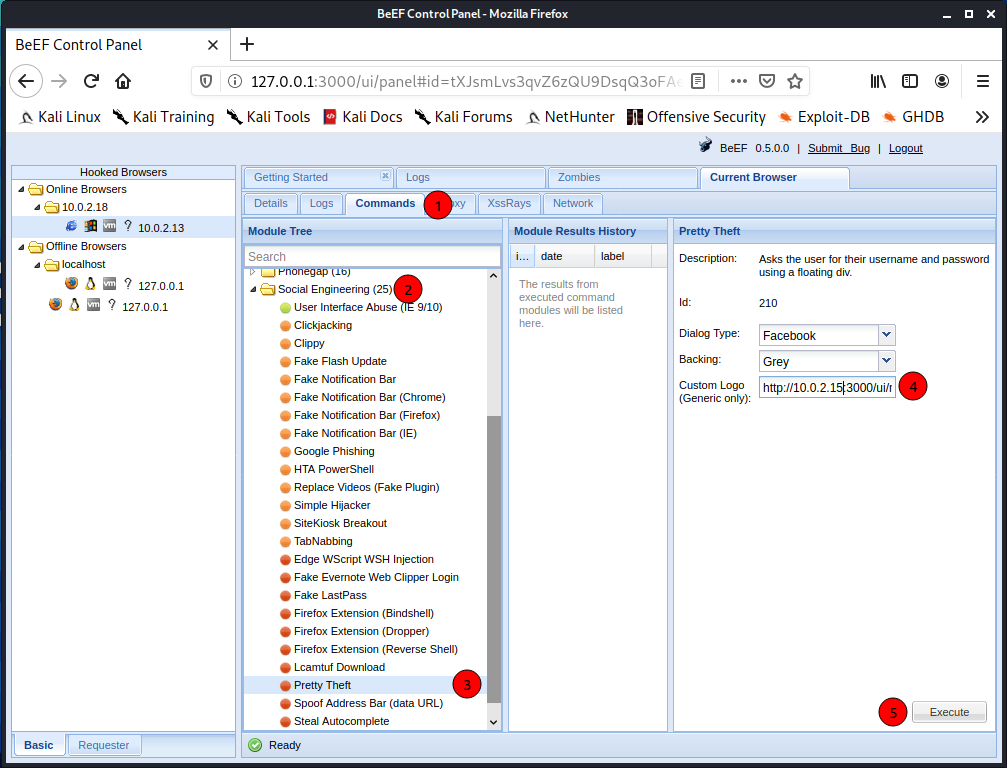 BeEF Control Panel - Mozilla Firefox
BeEF Control Panel
127.0.0.1:3000/ui/panel#id=tXJsmLvs3qvZ6zQU9DsqQ3oFA
Kali Linux Kali Training Kali Tools Kali Docs Kali Forums NetHunter Offensive Security Exploit-DB GHDB
BeEF 0.5.0.0 | Submit Bug | Logout
Hooked Browsers
Online Browsers
10.0.2.18
? 10.0.2.13
Offline Browsers
localhost
? 127.0.0.1
? 127.0.0.1
Basic Requester
Getting Started Logs Zombies Current Browser
Details Logs Commands 1 XssRays Network
Module Tree
Search
Phonegap (16)
Social Engineering (25) 2
User Interface Abuse (IE 9/10)
Clickjacking
Clippy
Fake Flash Update
Fake Notification Bar
Fake Notification Bar (Chrome)
Fake Notification Bar (Firefox)
Fake Notification Bar (IE)
Google Phishing
HTA PowerShell
Replace Videos (Fake Plugin)
Simple Hijacker
SiteKiosk Breakout
TabNabbing
Edge WScript WSH Injection
Fake Evernote Web Clipper Login
Fake LastPass
Firefox Extension (Bindshell)
Firefox Extension (Dropper)
Firefox Extension (Reverse Shell)
Lcamtuf Download
Pretty Theft 3
Spoof Address Bar (data URL)
Steal Autocomplete
Module Results History
i... date label
The results from
executed command
modules will be listed
here.
Pretty Theft
Description: Asks the user for their username and password
using a floating div.
Id: 210
Dialog Type: Facebook
Backing: Grey
Custom Logo
(Generic only): http://10.0.2.15:3000/ui/r 4
5 Execute
Ready